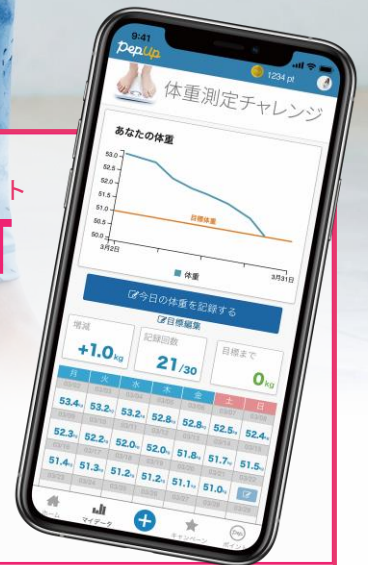 ト
9:41
PepUp
1234 pt
体重測定チャレンジ
あなたの体重
53.0
52.5
52.0
51.5
51.0
50.5
50.0
目標体重
3月2日
3月31日
体重
今日の体重を記録する
目標編集
増減
+1.0kg
記録回数
21/30
目標まで
0kg
月 火 水 木 金 土 日
53.4kg 53.2kg 53.2kg 52.8kg 52.8kg 52.5kg 52.4kg
52.3kg 52.2kg 52.0kg 52.0kg 51.8kg 51.7kg 51.5kg
51.4kg 51.3kg 51.2kg 51.2kg 51.1kg 51.0kg
ホーム マイデータ キャンペーン ポイント